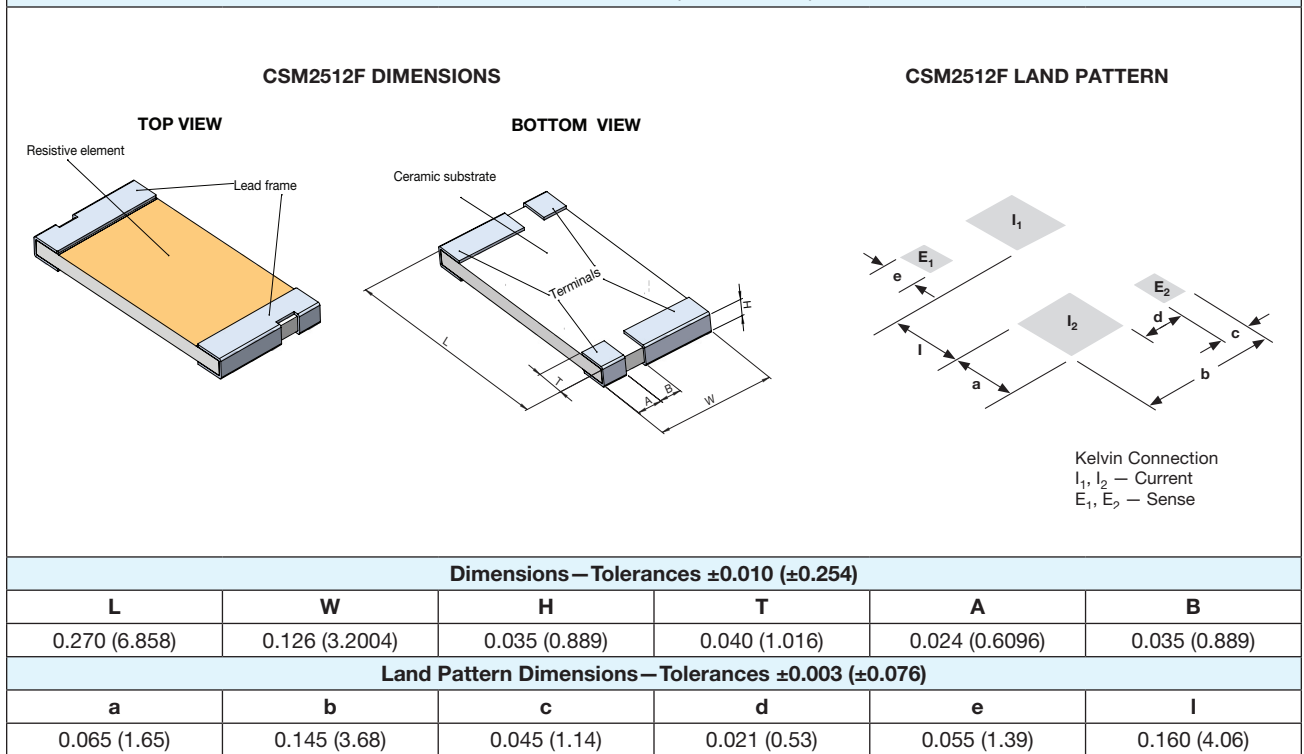 CSM2512F DIMENSIONS
CSM2512F LAND PATTERN
TOP VIEW
BOTTOM VIEW
Resistive element
Lead frame
Ceramic substrate
Terminals
H
L
T
A
B
W
I₁
E₁
e
E₂
I₂
d
c
l
a
b
Kelvin Connection
I₁, I₂ — Current
E₁, E₂ — Sense
Dimensions—Tolerances ±0.010 (±0.254)
L W H T A B
0.270 (6.858) 0.126 (3.2004) 0.035 (0.889) 0.040 (1.016) 0.024 (0.6096) 0.035 (0.889)
Land Pattern Dimensions—Tolerances ±0.003 (±0.076)
a b c d e l
0.065 (1.65) 0.145 (3.68) 0.045 (1.14) 0.021 (0.53) 0.055 (1.39) 0.160 (4.06)